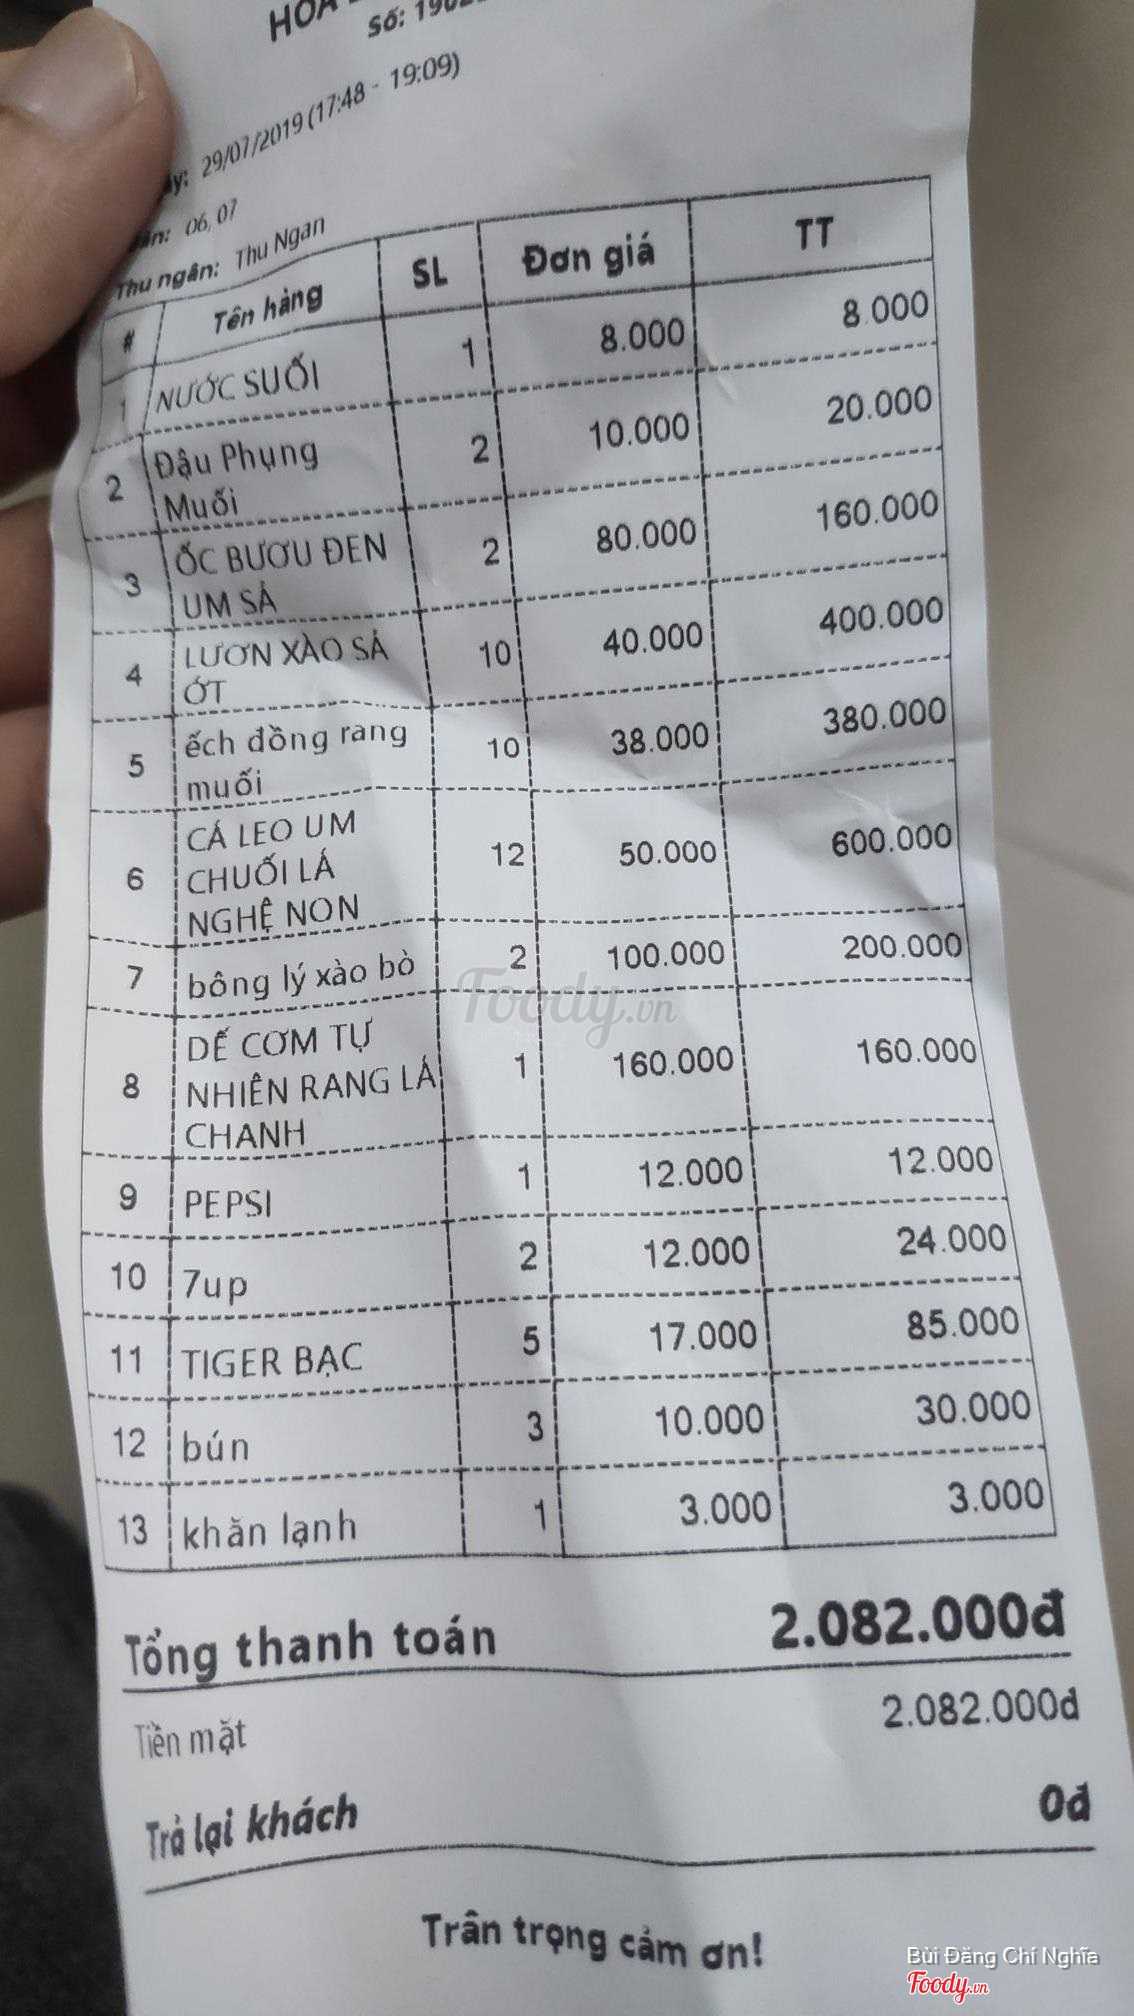 29/07/2019 (17:48 - 19:09)
06, 07
Thu ngân: Thu Ngan
# Tên hàng SL Đơn giá TT
1 NƯỚC SUỐI 1 8.000 8.000
2 Đậu Phụng 2 10.000 20.000
Muối
3 ỐC BƯƠU ĐEN 2 80.000 160.000
UM SẢ
4 LƯƠN XÀO SẢ 10 40.000 400.000
ỚT
5 ếch đồng rang 10 38.000 380.000
muối
6 CÁ LEO UM 12 50.000 600.000
CHUỐI LÁ
NGHỆ NON
7 bông lý xào bò 2 100.000 200.000
Foody.vn
8 DẾ CƠM TỰ 1 160.000 160.000
NHIÊN RANG LÁ
CHANH
9 PEPSI 1 12.000 12.000
10 7up 2 12.000 24.000
11 TIGER BẠC 5 17.000 85.000
12 bún 3 10.000 30.000
13 khăn lạnh 1 3.000 3.000
Tổng thanh toán 2.082.000đ
Tiền mặt 2.082.000đ
Trả lại khách 0đ
Trân trọng cảm ơn!
Bùi Đăng Chí Nghĩa
Foody.vn